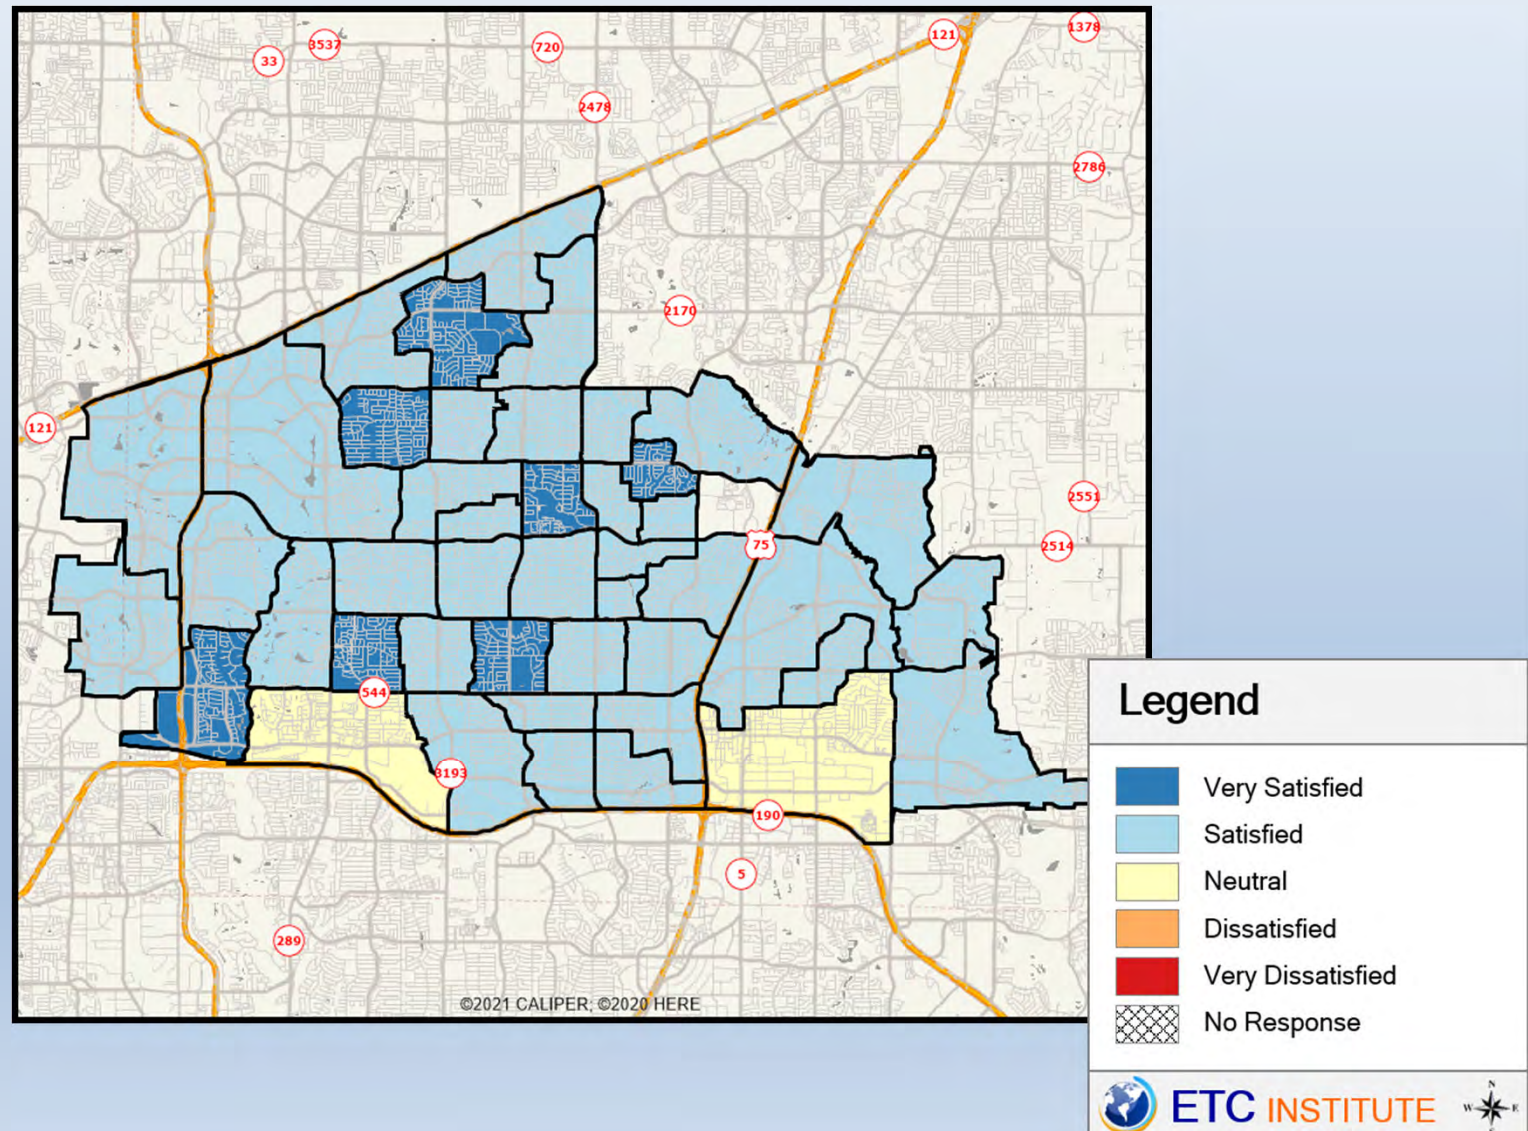 1378
121
3537
720
33
2478
2786
2170
121
2551
75
2514
544
3193
190
5
289
©2021 CALIPER; ©2020 HERE
Legend
Very Satisfied
Satisfied
Neutral
Dissatisfied
Very Dissatisfied
No Response
ETC INSTITUTE
N
W E
S